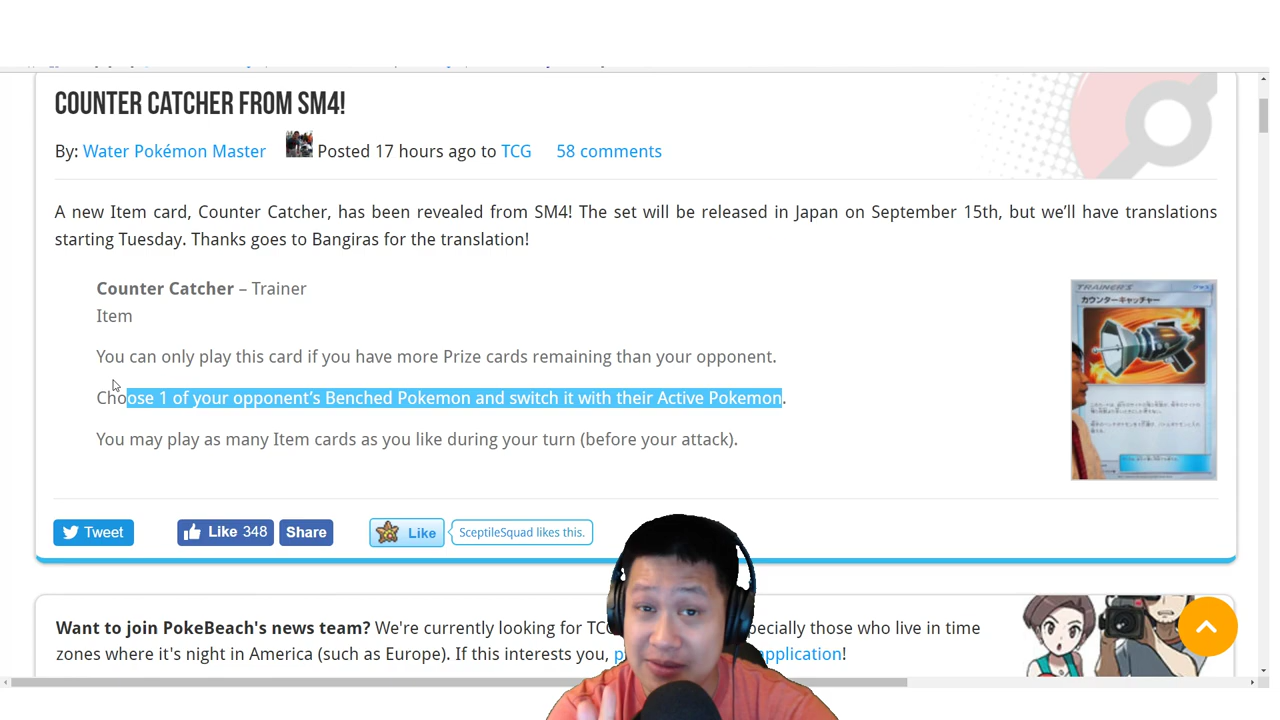 COUNTER CATCHER FROM SM4!
By: Water Pokémon Master Posted 17 hours ago to TCG 58 comments
A new Item card, Counter Catcher, has been revealed from SM4! The set will be released in Japan on September 15th, but we'll have translations
starting Tuesday. Thanks goes to Bangiras for the translation!
Counter Catcher – Trainer
Item
TRAINERS
カウンターキャッチャー
You can only play this card if you have more Prize cards remaining than your opponent.
Choose 1 of your opponent's Benched Pokemon and switch it with their Active Pokemon.
You may play as many Item cards as you like during your turn (before your attack).
Tweet Like 348 Share Like SceptileSquad likes this.
Want to join PokeBeach's news team? We're currently looking for TC specially those who live in time
zones where it's night in America (such as Europe). If this interests you, application!